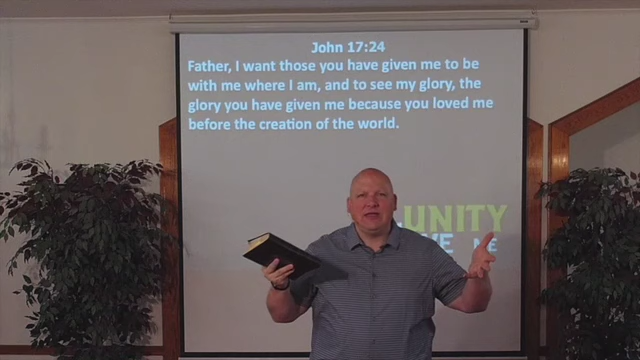 John 17:24
Father, I want those you have given me to be
with me where I am, and to see my glory, the
glory you have given me because you loved me
before the creation of the world.
UNITY
ME